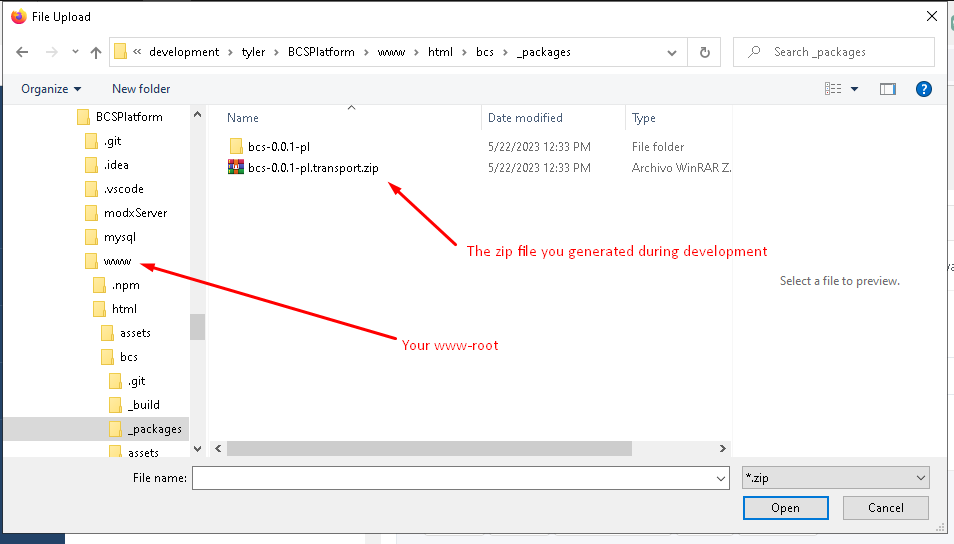 File Upload
« development > tyler > BCSPlatform > www > html > bcs > _packages
Search _packages
Organize
New folder
BCSPlatform
.git
.idea
.vscode
modxServer
mysql
www
.npm
html
assets
bcs
.git
_build
_packages
assets
Name Date modified Type
bcs-0.0.1-pl 5/22/2023 12:33 PM File folder
bcs-0.0.1-pl.transport.zip 5/22/2023 12:33 PM Archivo WinRAR Z.
The zip file you generated during development
Your www-root
Select a file to preview.
File name:
*.zip
Open
Cancel